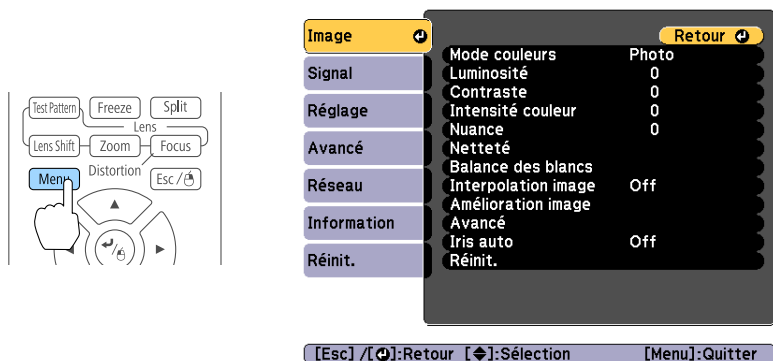 Test Pattern Freeze Split
Lens
Lens Shift Zoom Focus
Distortion
Menu Esc /
Image
Signal
Réglage
Avancé
Réseau
Information
Réinit.
Retour
Mode couleurs Photo
Luminosité 0
Contraste 0
Intensité couleur 0
Nuance 0
Netteté
Balance des blancs
Interpolation image Off
Amélioration image
Avancé
Iris auto Off
Réinit.
[Esc] /[ ]:Retour [ ]:Sélection [Menu]:Quitter